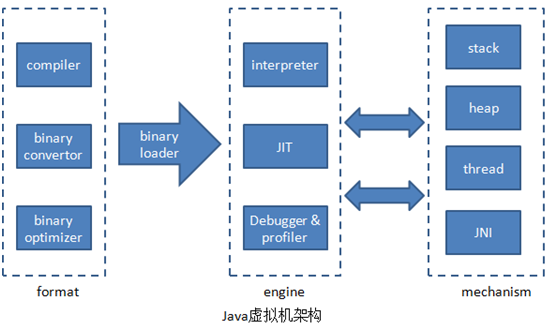 compiler
binary
convertor
binary
optimizer
format
binary
loader
interpreter
JIT
Debugger &
profiler
engine
stack
heap
thread
JNI
mechanism
Java虚拟机架构